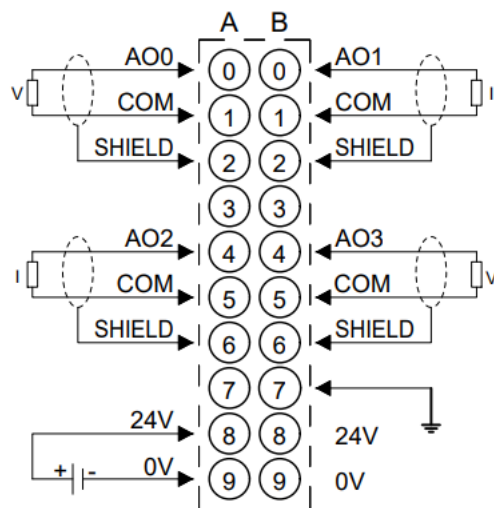 A B
AO0 0 0 AO1
V COM 1 1 COM I
SHIELD 2 2 SHIELD
3 3
AO2 4 4 AO3
I COM 5 5 COM V
SHIELD 6 6 SHIELD
7 7
24V 8 8 24V
+ - 0V 9 9 0V